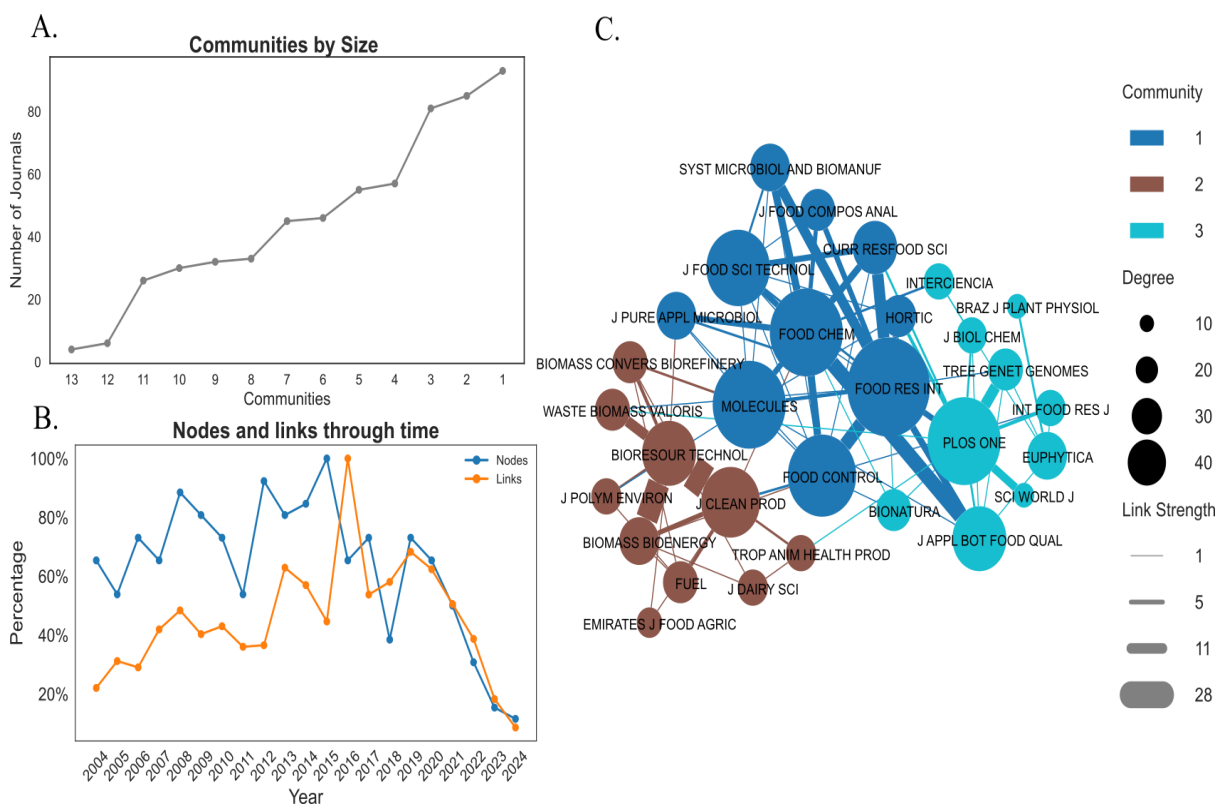 A.
Communities by Size
Number of Journals
80
60
40
20
0
13 12 11 10 9 8 7 6 5 4 3 2 1
Communities
B.
Nodes and links through time
Nodes
Links
Percentage
100%
80%
60%
40%
20%
2004 2005 2006 2007 2008 2009 2010 2011 2012 2013 2014 2015 2016 2017 2018 2019 2020 2021 2022 2023 2024
Year
C.
SYST MICROBIOL AND BIOMANUF
J FOOD COMPOS ANAL
CURR RESFOOD SCI
J FOOD SCI TECHNOL
INTERCIENCIA
BRAZ J PLANT PHYSIOL
J PURE APPL MICROBIOL
HORTIC
FOOD CHEM
J BIOL CHEM
BIOMASS CONVERS BIOREFINERY
TREE GENET GENOMES
FOOD RES INT
WASTE BIOMASS VALORIS
MOLECULES
INT FOOD RES J
PLOS ONE
BIORESOUR TECHNOL
EUPHYTICA
FOOD CONTROL
J POLYM ENVIRON
SCI WORLD J
J CLEAN PROD
BIONATURA
J APPL BOT FOOD QUAL
BIOMASS BIOENERGY
TROP ANIM HEALTH PROD
FUEL
J DAIRY SCI
EMIRATES J FOOD AGRIC
Community
1
2
3
Degree
10
20
30
40
Link Strength
1
5
11
28